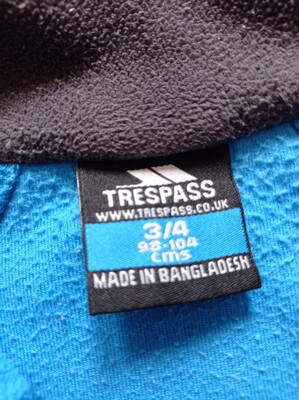 TRESPASS
WWW.TRESPASS.CO.UK
3/4
98-104
cms
MADE IN BANGLADESH